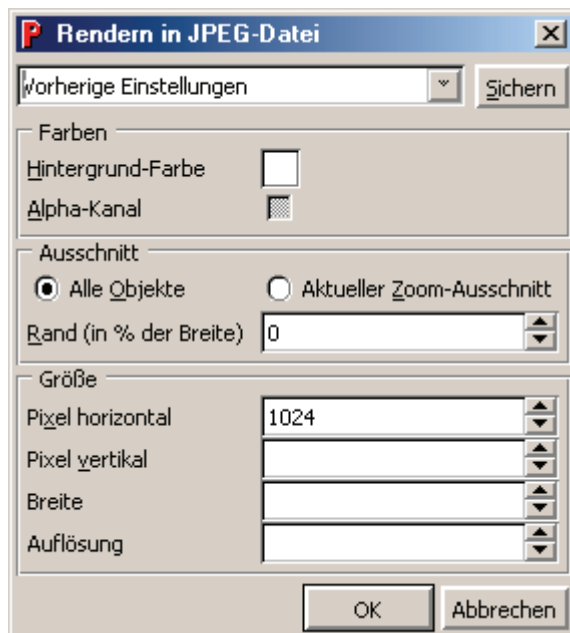 P Rendern in JPEG-Datei
Vorherige Einstellungen
Sichern
Farben
Hintergrund-Farbe
Alpha-Kanal
Ausschnitt
Alle Objekte
Aktueller Zoom-Ausschnitt
Rand (in % der Breite) 0
Größe
Pixel horizontal 1024
Pixel vertikal
Breite
Auflösung
OK
Abbrechen